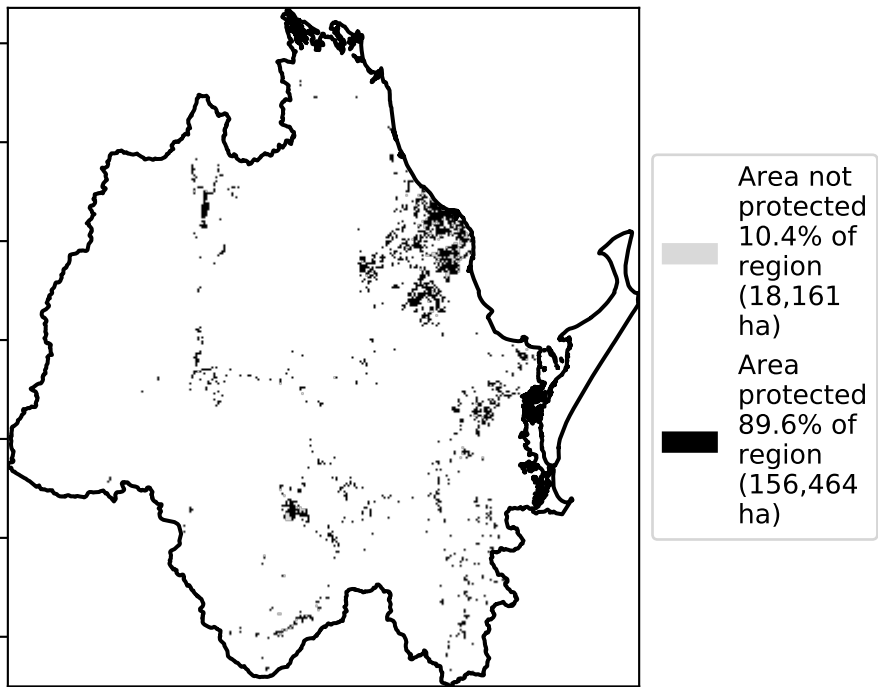 Area not
protected
10.4% of
region
(18,161
ha)
Area
protected
89.6% of
region
(156,464
ha)